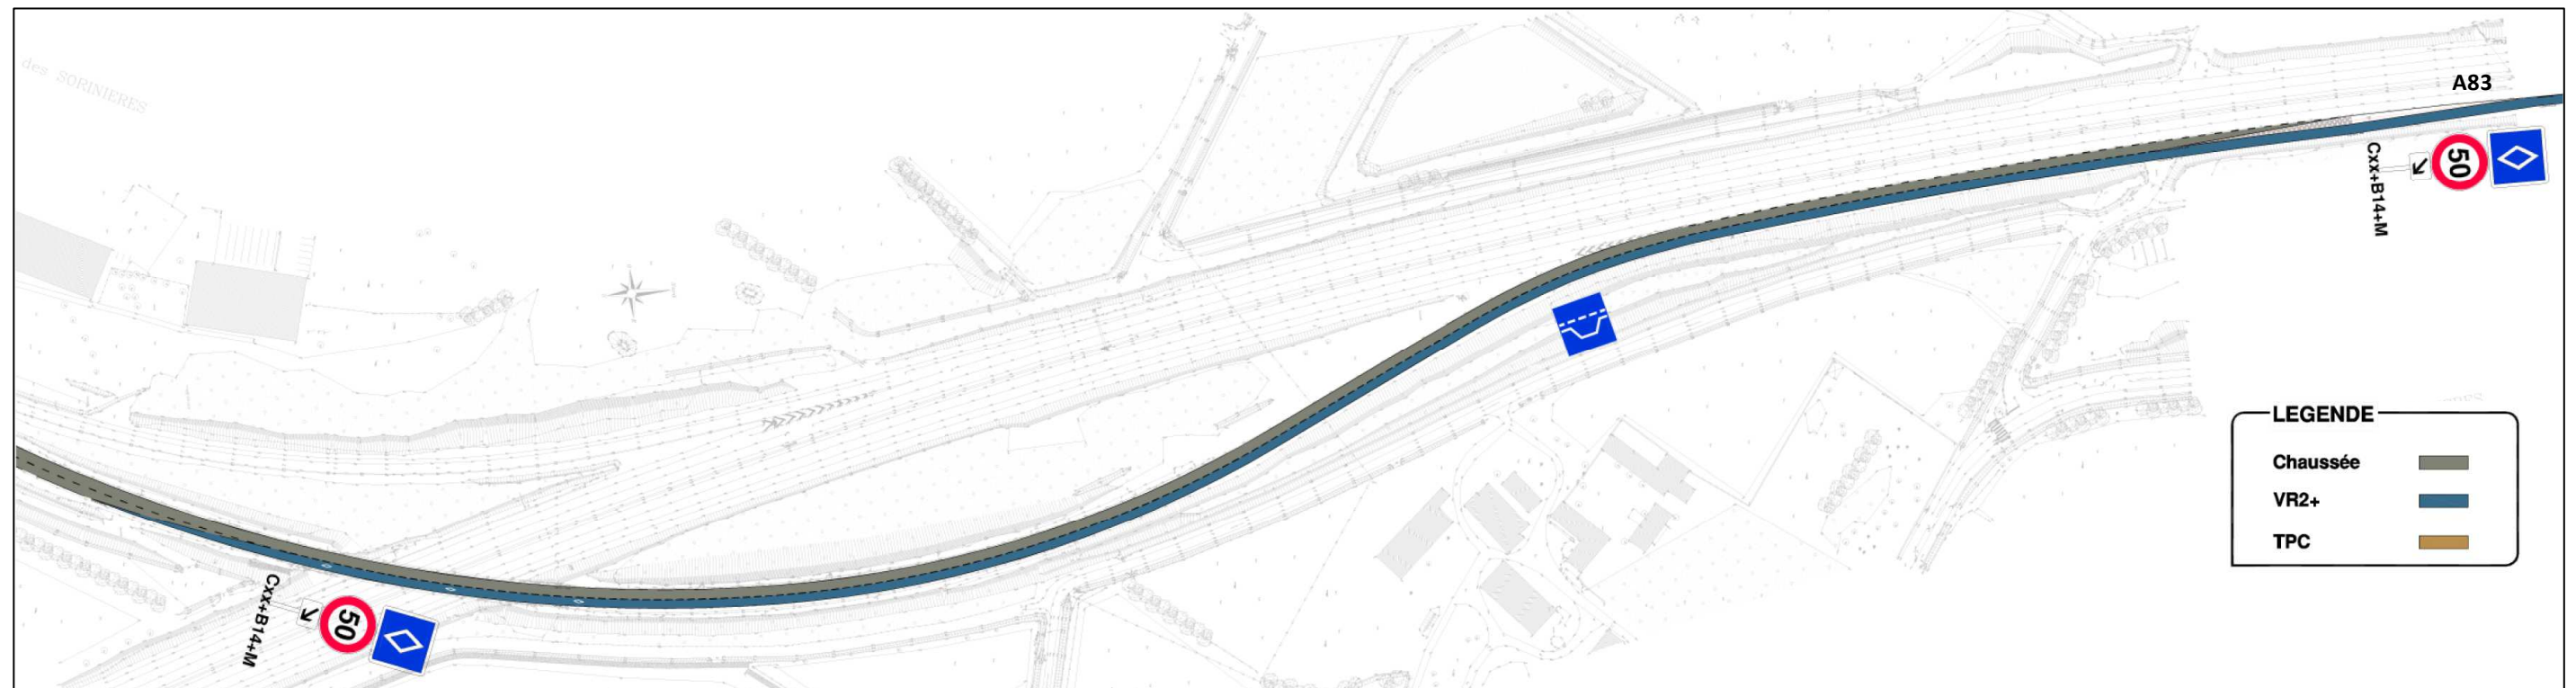 des SORINIERES
A83
50
Cxx+B14+M
LEGENDE
Chaussée
VR2+
TPC
Cxx+B14+M
50